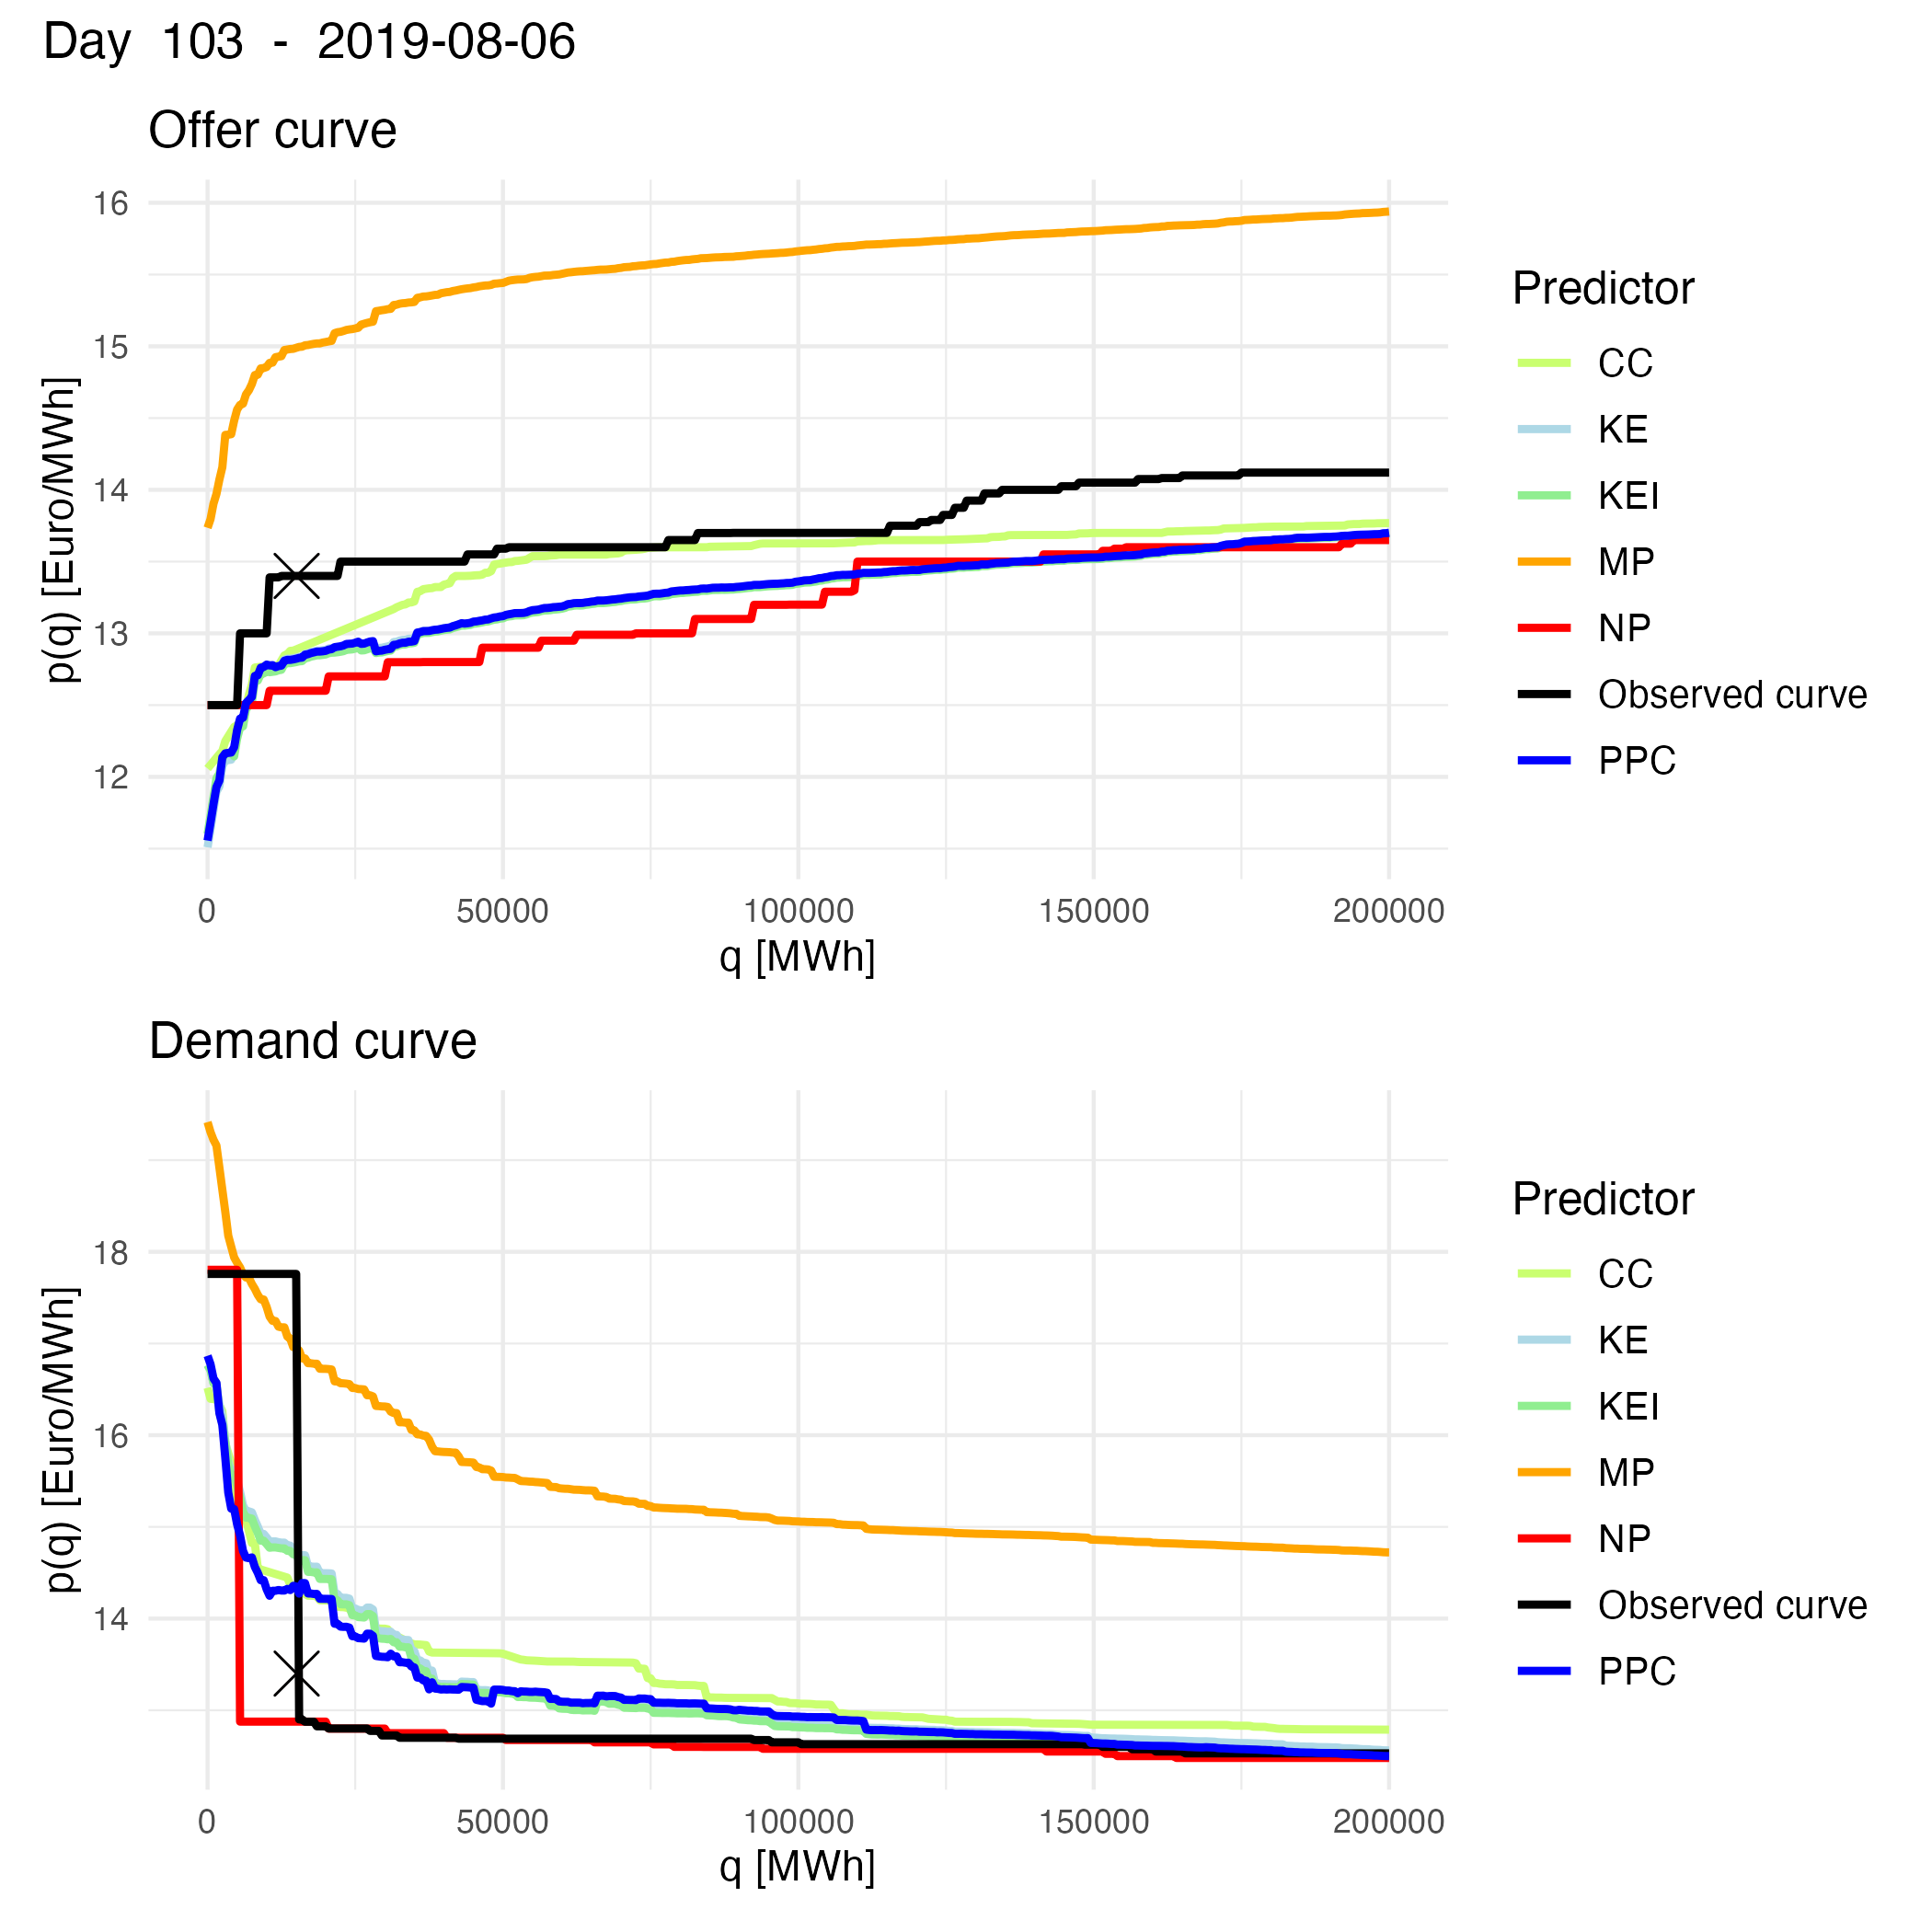 Day 103 - 2019-08-06
Offer curve
16
15
14
13
12
p(q) [Euro/MWh]
0 50000 100000 150000 200000
q [MWh]
Predictor
CC
KE
KEI
MP
NP
Observed curve
PPC
Demand curve
18
16
14
p(q) [Euro/MWh]
0 50000 100000 150000 200000
q [MWh]
Predictor
CC
KE
KEI
MP
NP
Observed curve
PPC